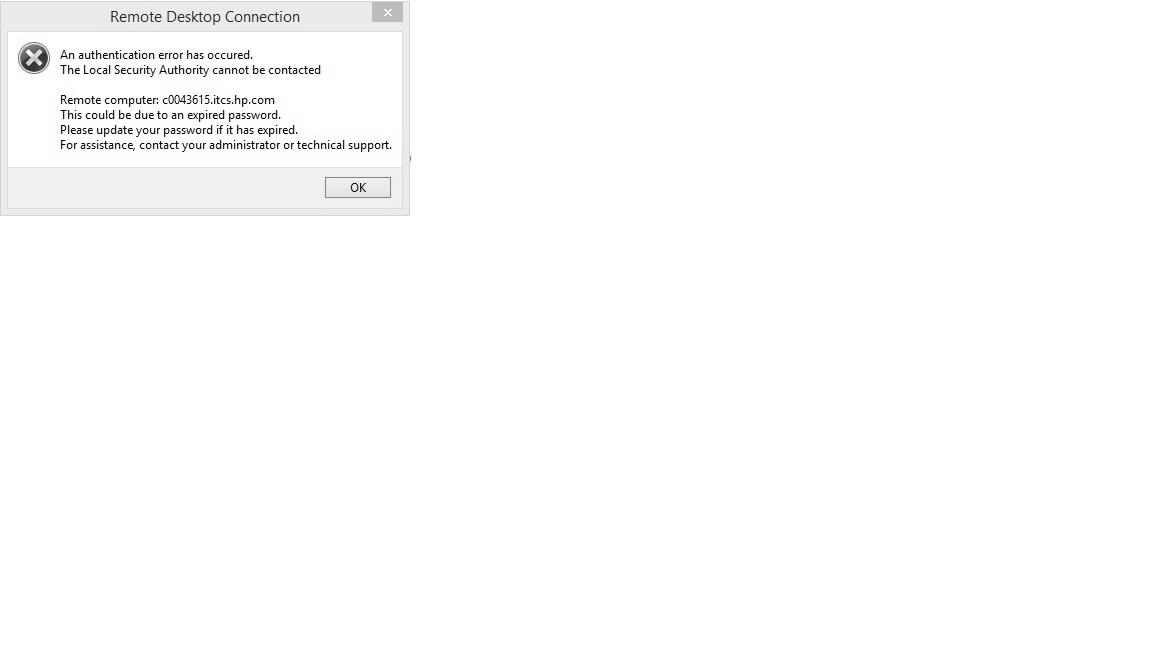 Remote Desktop Connection
An authentication error has occured.
The Local Security Authority cannot be contacted
Remote computer: c0043615.itcs.hp.com
This could be due to an expired password.
Please update your password if it has expired.
For assistance, contact your administrator or technical support.
OK